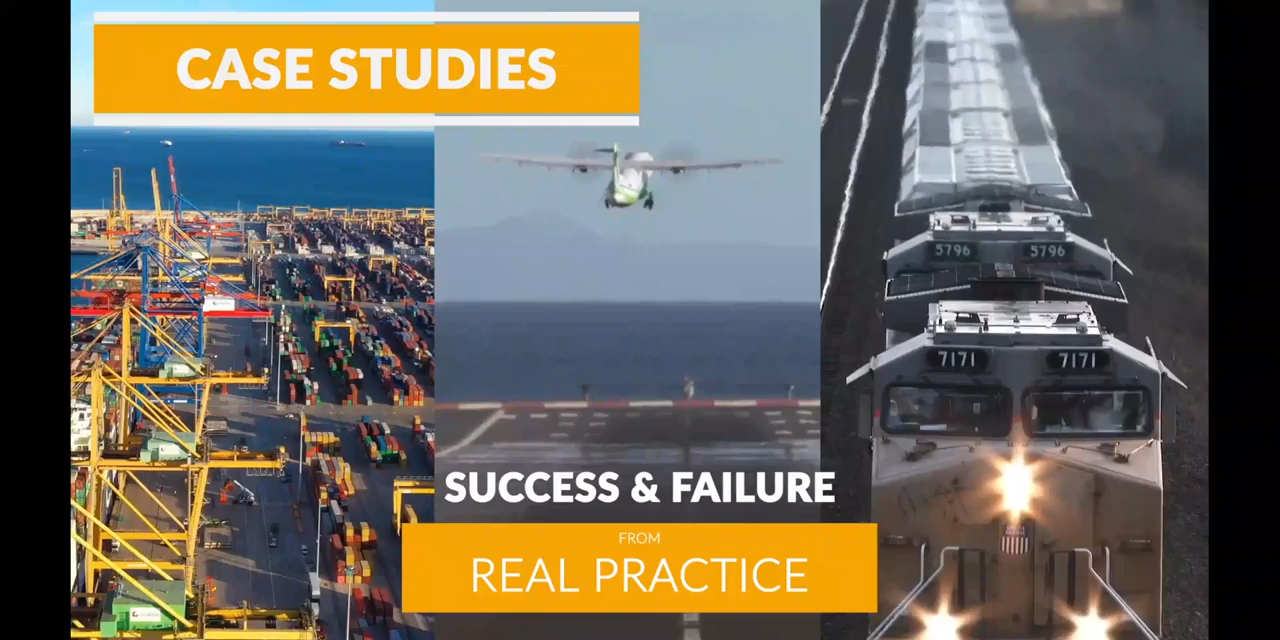 CASE STUDIES
5796 5796
7171 7171
SUCCESS & FAILURE
FROM
REAL PRACTICE